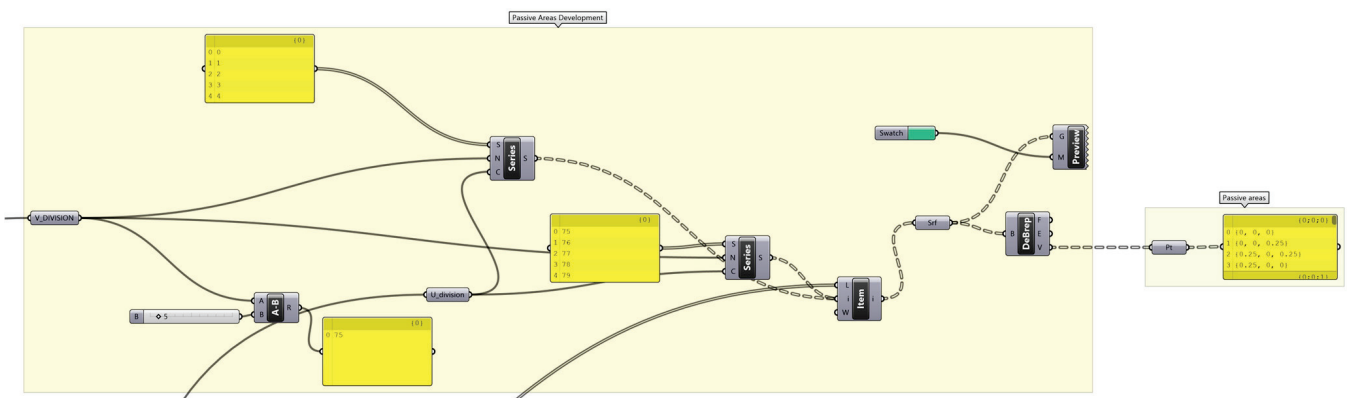 Passive Areas Development
{0}
0 0
1 1
2 2
3 3
4 4
S
N
C
Series
S
Swatch
G
M
Preview
V_DIVISION
{0}
0 75
1 76
2 77
3 78
4 79
S
N
C
Series
S
Srf
B
DeBrep
F
E
V
Passive areas
Pt
{0;0;0}
0 {0, 0, 0}
1 {0, 0, 0.25}
2 {0.25, 0, 0.25}
3 {0.25, 0, 0}
{0;0;1}
U_division
L
i
W
Item
i
B
5
A
B
A-B
R
{0}
0 75